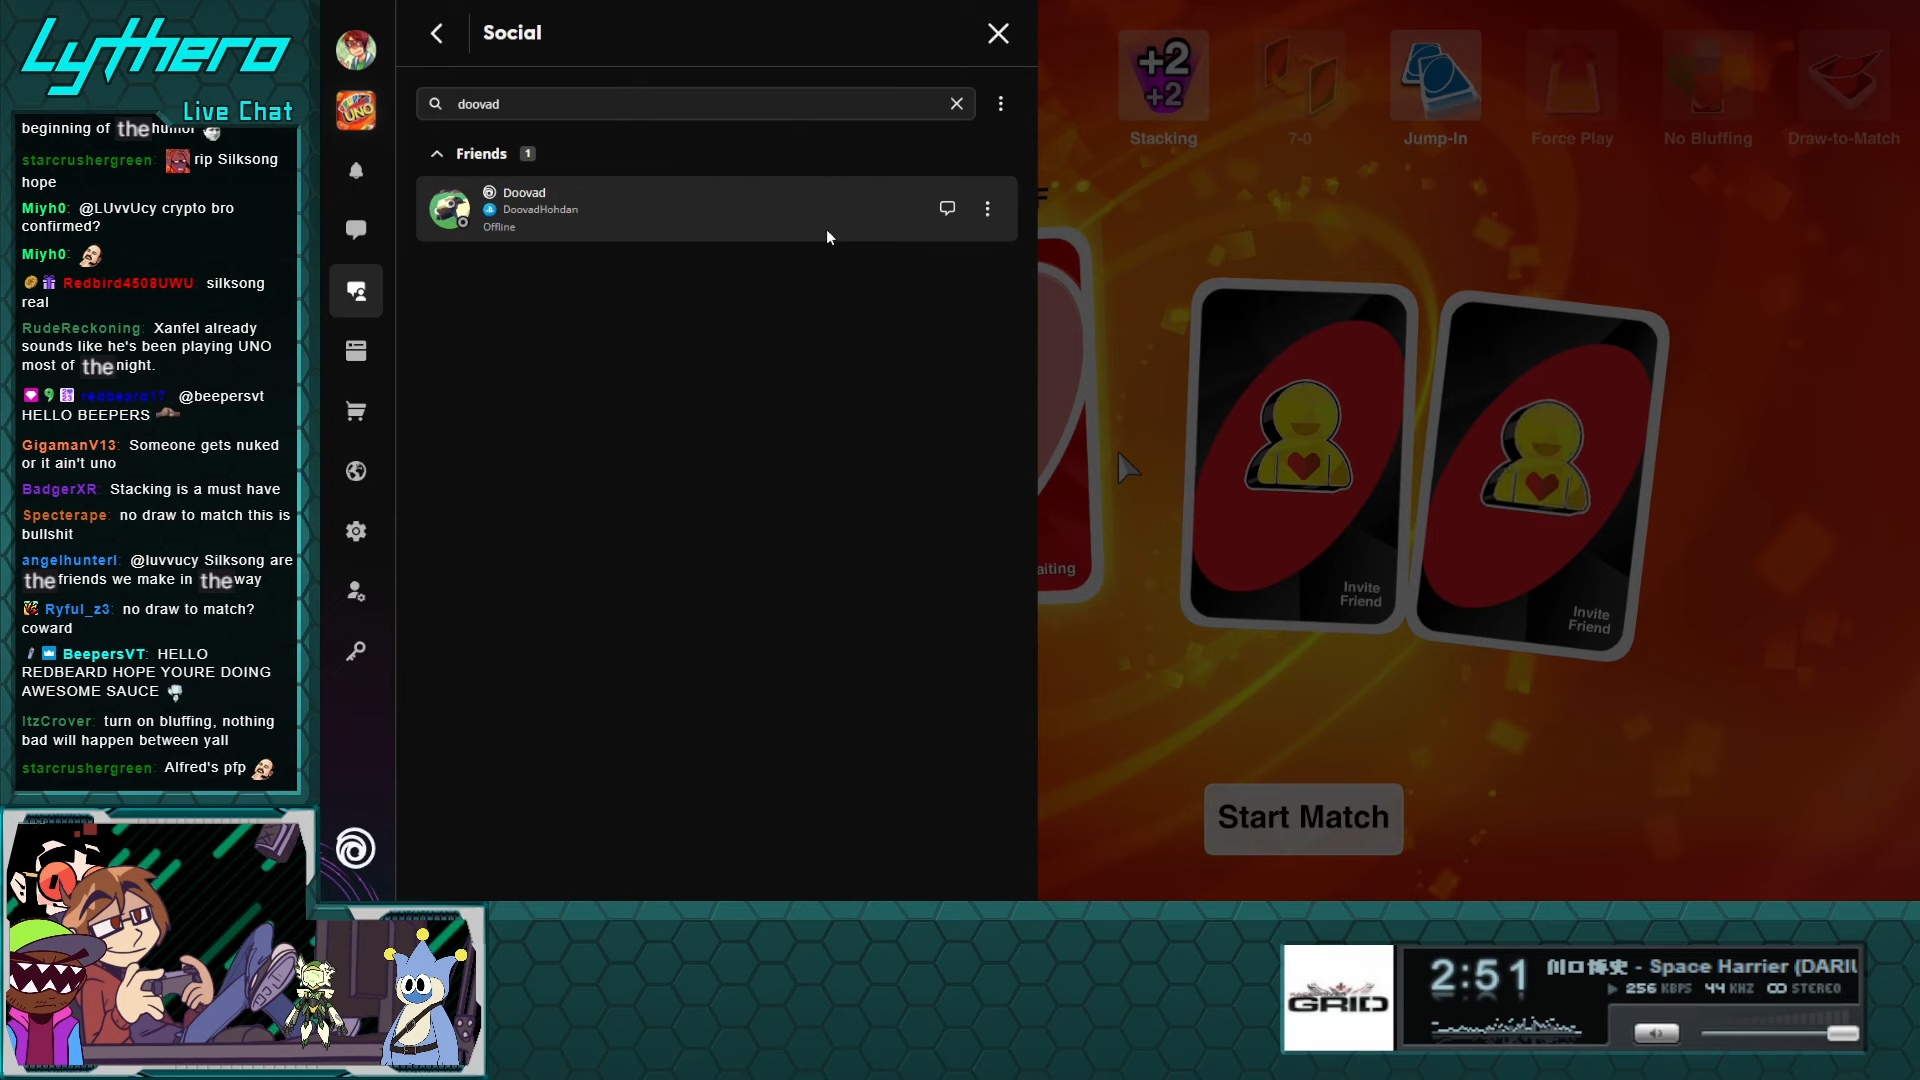 Lythero
Live Chat
beginning of the humor
starcrushergreen: rip Silksong
hope
Miyh0: @LUvvUcy crypto bro
confirmed?
Miyh0:
Redbird4508UWU: silksong
real
RudeReckoning: Xanfel already
sounds like he's been playing UNO
most of the night.
redbeard17: @beepersvt
HELLO BEEPERS
GigamanV13: Someone gets nuked
or it ain't uno
BadgerXR: Stacking is a must have
Specterape: no draw to match this is
bullshit
angelhunterl: @luvvucy Silksong are
the friends we make in the way
Ryful_z3: no draw to match?
coward
BeepersVT: HELLO
REDBEARD HOPE YOURE DOING
AWESOME SAUCE
ItzCrover: turn on bluffing, nothing
bad will happen between yall
starcrushergreen: Alfred's pfp
UNO
Social
doovad
Friends 1
Doovad
DoovadHohdan
Offline
+2
+2
Stacking
7-0
Jump-In
Force Play
No Bluffing
Draw-to-Match
aiting
Invite
Friend
Invite
Friend
Start Match
GRID
2:51
川口博史 - Space Harrier (DARIU
256 KBPS 44 KHZ STEREO